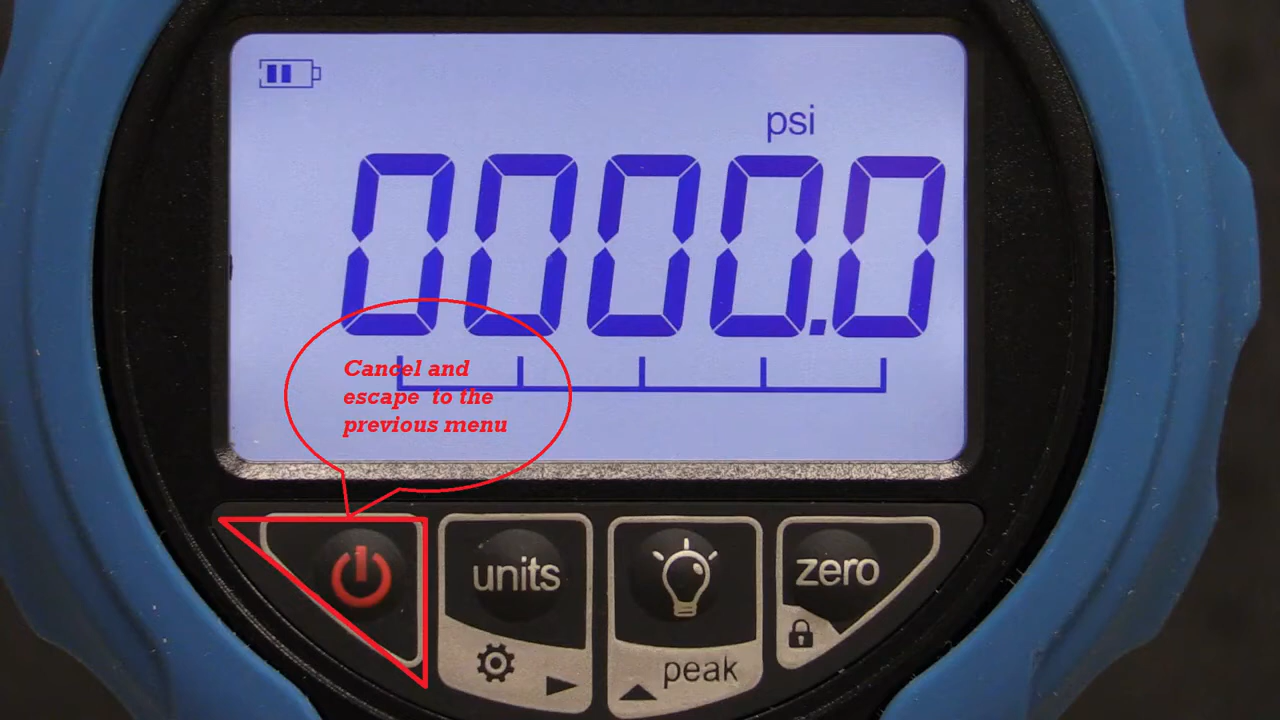 psi
0000.0
Cancel and
escape to the
previous menu
units
zero
peak